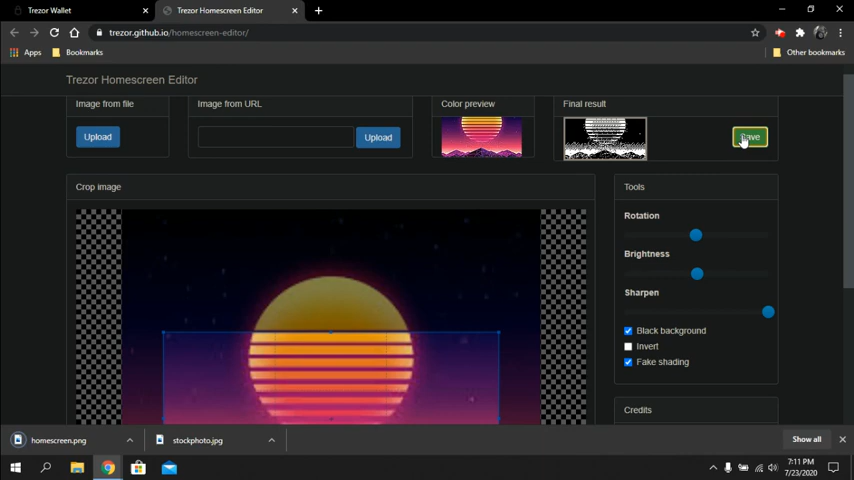 Trezor Wallet
Trezor Homescreen Editor
trezor.github.io/homescreen-editor/
Apps
Bookmarks
Other bookmarks
Trezor Homescreen Editor
Image from file
Image from URL
Color preview
Final result
Upload
Upload
Save
Crop image
Tools
Rotation
Brightness
Sharpen
Black background
Invert
Fake shading
Credits
homescreen.png
stockphoto.jpg
Show all
7:11 PM
7/23/2020